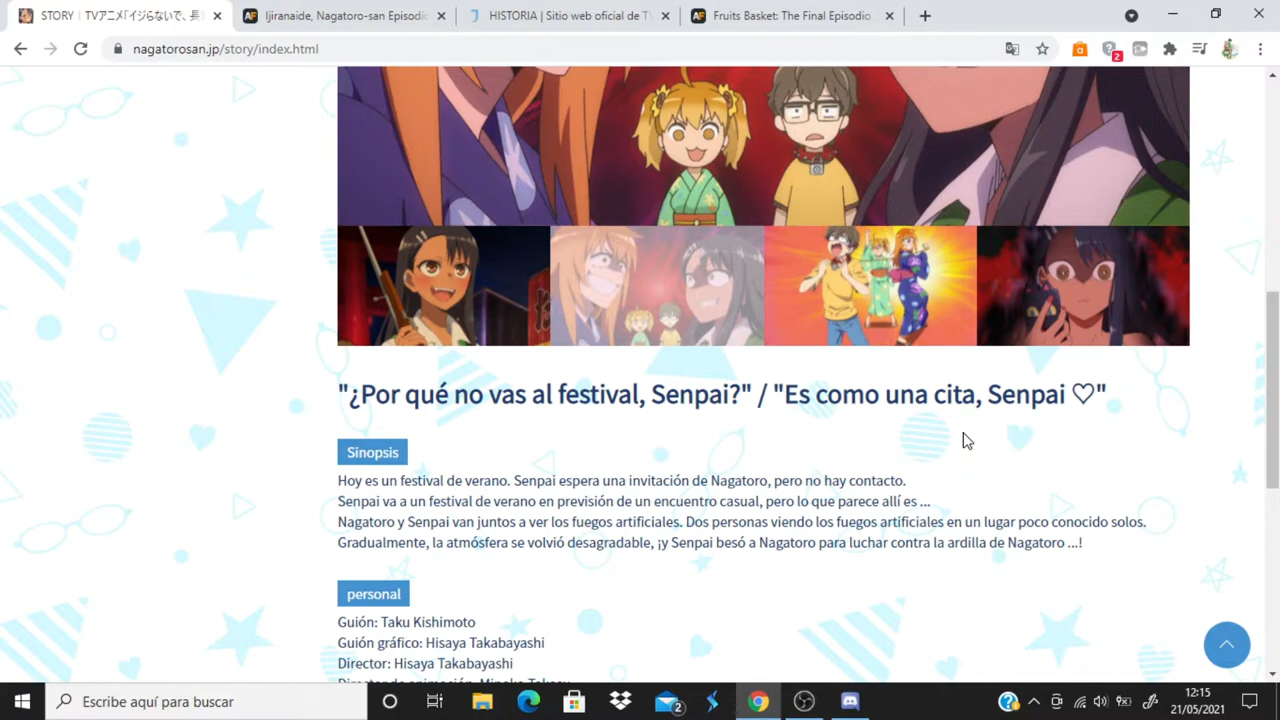 STORY | TVアニメ『イジらないで、長
Ijiranaide, Nagatoro-san Episodic
HISTORIA | Sitio web oficial de TV
Fruits Basket: The Final Episodio
nagatorosan.jp/story/index.html
2
"¿Por qué no vas al festival, Senpai?" / "Es como una cita, Senpai ♡"
Sinopsis
Hoy es un festival de verano. Senpai espera una invitación de Nagatoro, pero no hay contacto.
Senpai va a un festival de verano en previsión de un encuentro casual, pero lo que parece allí es ...
Nagatoro y Senpai van juntos a ver los fuegos artificiales. Dos personas viendo los fuegos artificiales en un lugar poco conocido solos.
Gradualmente, la atmósfera se volvió desagradable, ¡y Senpai besó a Nagatoro para luchar contra la ardilla de Nagatoro ...!
personal
Guión: Taku Kishimoto
Guión gráfico: Hisaya Takabayashi
Director: Hisaya Takabayashi
Escribe aquí para buscar
2
12:15
21/05/2021